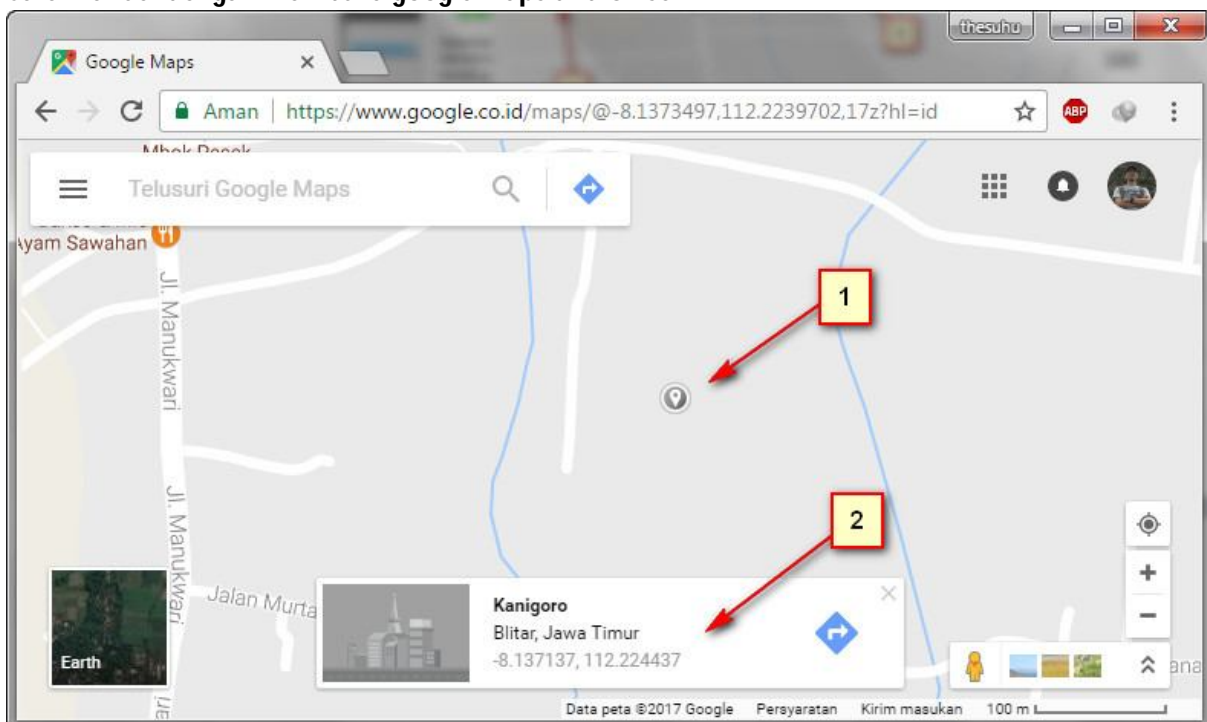 thesuhu
Google Maps
Aman | https://www.google.co.id/maps/@-8.1373497,112.2239702,17z?hl=id
ABP
Telusuri Google Maps
Ayam Sawahan
1
Jl. Manukwari
2
Jl. Manukwari
Jalan Murta
Kanigoro
Blitar, Jawa Timur
-8.137137, 112.224437
Earth
Data peta ©2017 Google Persyaratan Kirim masukan 100 m